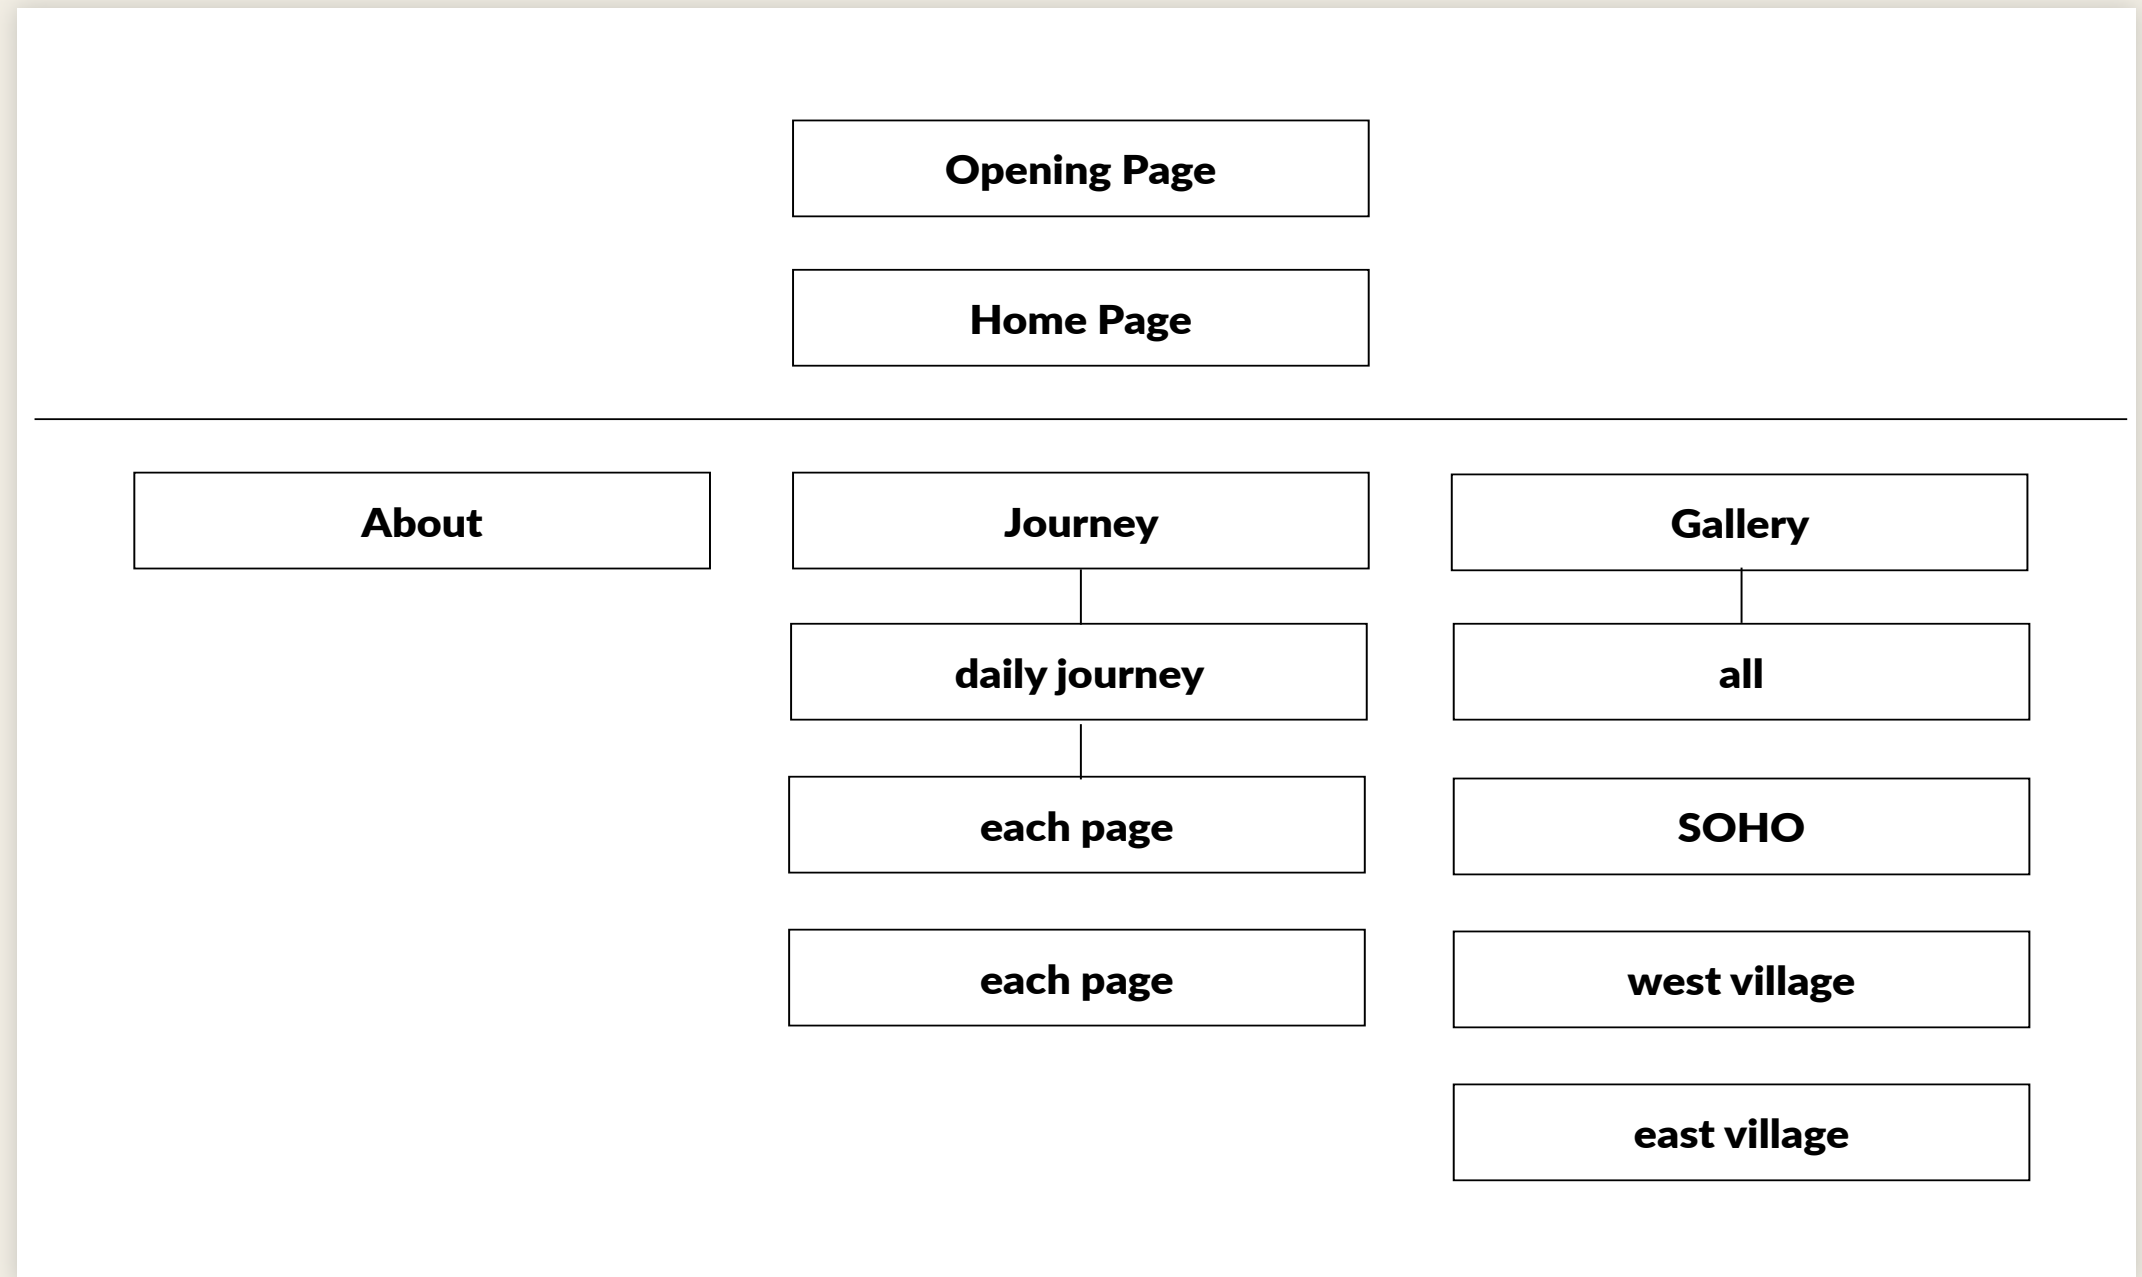 Opening Page
Home Page
About
Journey
Gallery
daily journey
all
each page
SOHO
each page
west village
east village